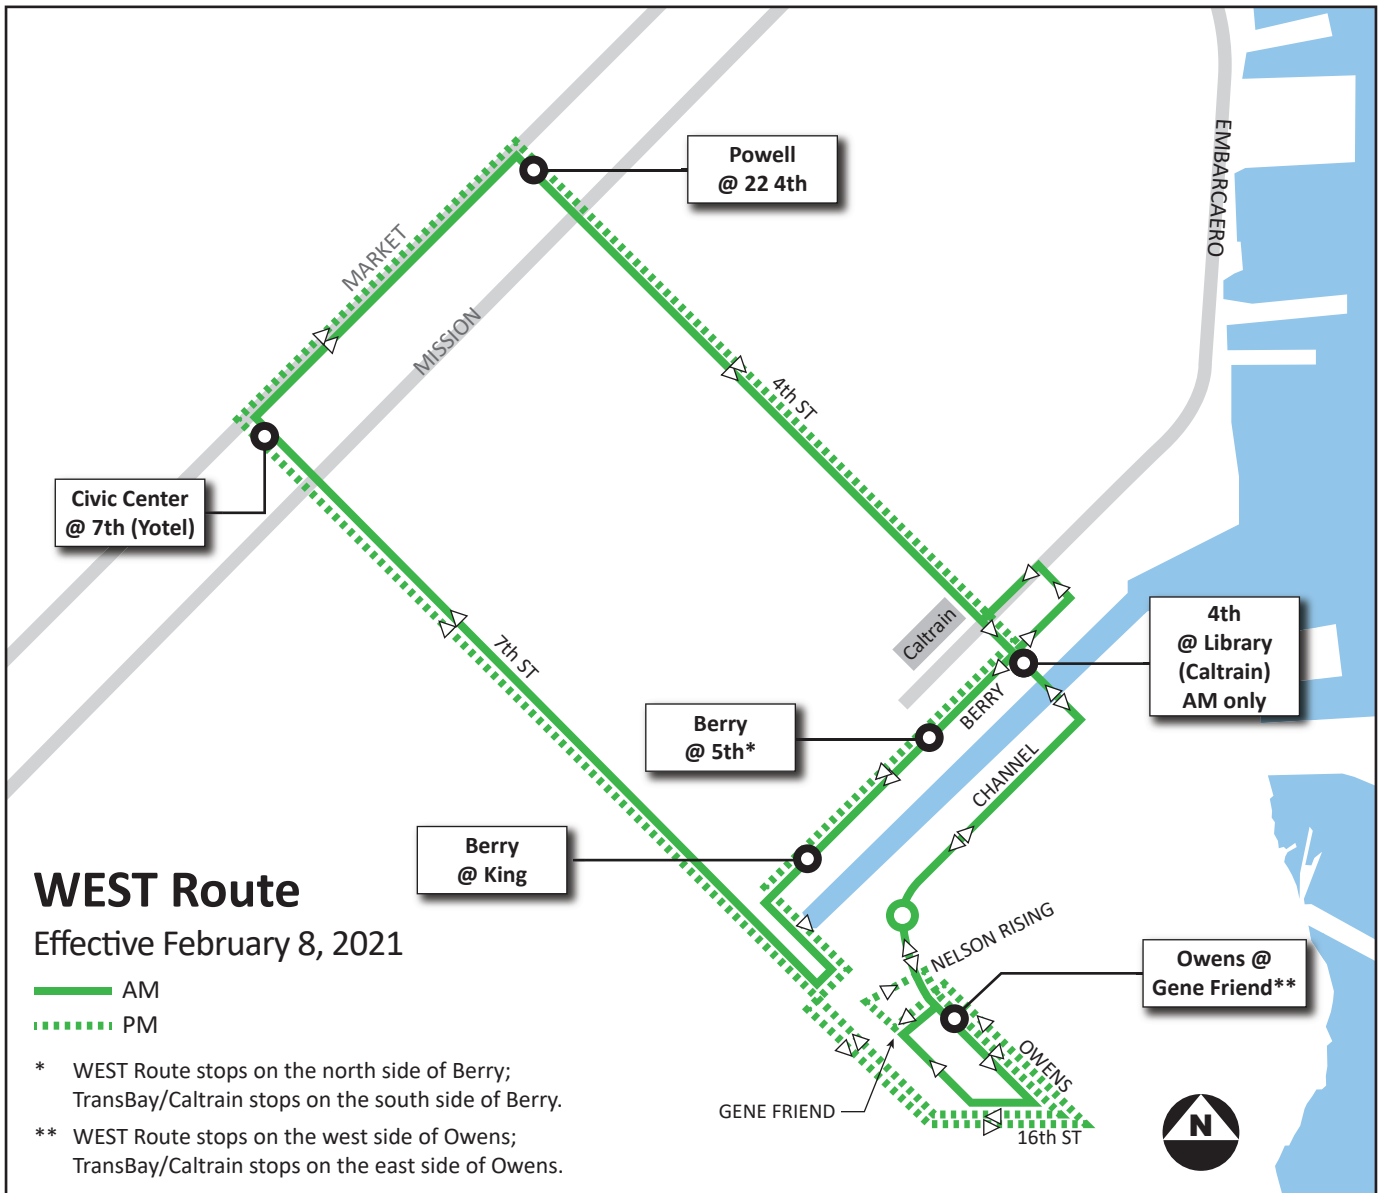 Powell
@ 22 4th
EMBARCAERO
MARKET
MISSION
4th ST
Civic Center
@ 7th (Yotel)
7th ST
Caltrain
4th
@ Library
(Caltrain)
AM only
BERRY
Berry
@ 5th*
CHANNEL
Berry
@ King
WEST Route
Effective February 8, 2021
AM
PM
NELSON RISING
Owens @
Gene Friend**
OWENS
GENE FRIEND
16th ST
N
* WEST Route stops on the north side of Berry;
TransBay/Caltrain stops on the south side of Berry.
** WEST Route stops on the west side of Owens;
TransBay/Caltrain stops on the east side of Owens.